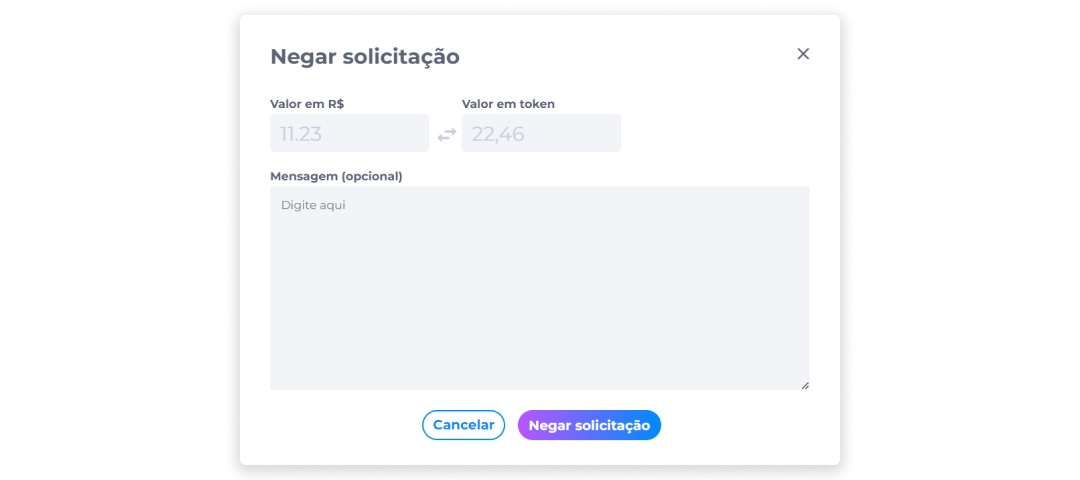 Negar solicitação
Valor em R$ Valor em token
11.23 22,46
Mensagem (opcional)
Digite aqui
Cancelar Negar solicitação